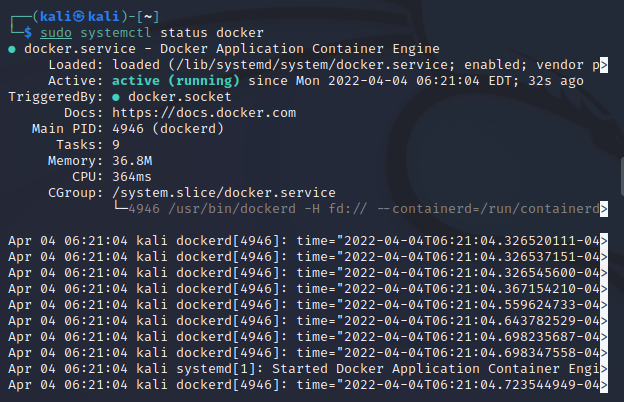 ┌──(kali㉿kali)-[~]
└─$ sudo systemctl status docker
● docker.service - Docker Application Container Engine
     Loaded: loaded (/lib/systemd/system/docker.service; enabled; vendor p>
     Active: active (running) since Mon 2022-04-04 06:21:04 EDT; 32s ago
TriggeredBy: ● docker.socket
       Docs: https://docs.docker.com
   Main PID: 4946 (dockerd)
      Tasks: 9
     Memory: 36.8M
        CPU: 364ms
     CGroup: /system.slice/docker.service
             └─4946 /usr/bin/dockerd -H fd:// --containerd=/run/containerd>

Apr 04 06:21:04 kali dockerd[4946]: time="2022-04-04T06:21:04.326520111-04>
Apr 04 06:21:04 kali dockerd[4946]: time="2022-04-04T06:21:04.326537151-04>
Apr 04 06:21:04 kali dockerd[4946]: time="2022-04-04T06:21:04.326545600-04>
Apr 04 06:21:04 kali dockerd[4946]: time="2022-04-04T06:21:04.367154210-04>
Apr 04 06:21:04 kali dockerd[4946]: time="2022-04-04T06:21:04.559624733-04>
Apr 04 06:21:04 kali dockerd[4946]: time="2022-04-04T06:21:04.643782529-04>
Apr 04 06:21:04 kali dockerd[4946]: time="2022-04-04T06:21:04.698235687-04>
Apr 04 06:21:04 kali dockerd[4946]: time="2022-04-04T06:21:04.698347558-04>
Apr 04 06:21:04 kali systemd[1]: Started Docker Application Container Engi>
Apr 04 06:21:04 kali dockerd[4946]: time="2022-04-04T06:21:04.723544949-04>